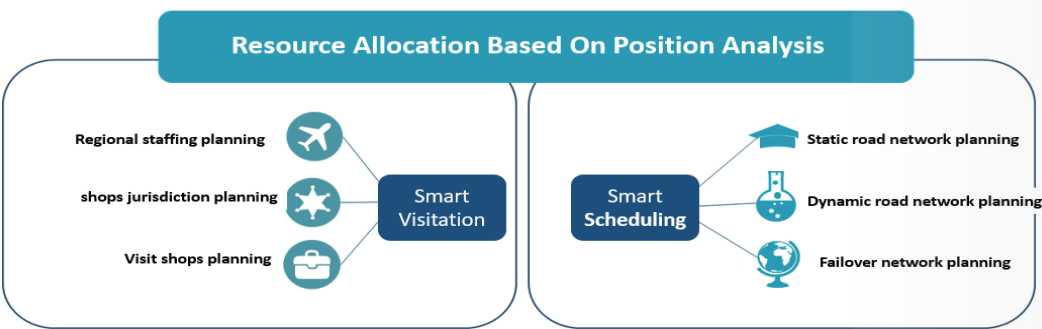 Resource Allocation Based On Position Analysis
Regional staffing planning
shops jurisdiction planning
Visit shops planning
Smart
Visitation
Smart
Scheduling
Static road network planning
Dynamic road network planning
Failover network planning